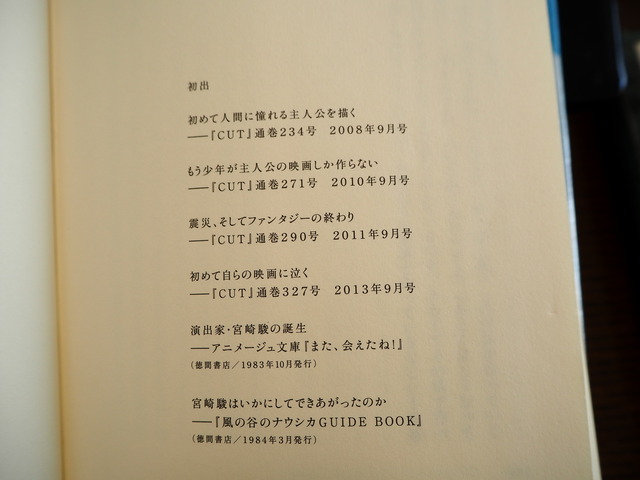 初出
初めて人間に憧れる主人公を描く
──『CUT』通巻234号　2008年9月号
もう少年が主人公の映画しか作らない
──『CUT』通巻271号　2010年9月号
震災、そしてファンタジーの終わり
──『CUT』通巻290号　2011年9月号
初めて自らの映画に泣く
──『CUT』通巻327号　2013年9月号
演出家・宮崎駿の誕生
──アニメージュ文庫『また、会えたね!』
（徳間書店／1983年10月発行）
宮崎駿はいかにしてできあがったのか
──『風の谷のナウシカGUIDE BOOK』
（徳間書店／1984年3月発行）